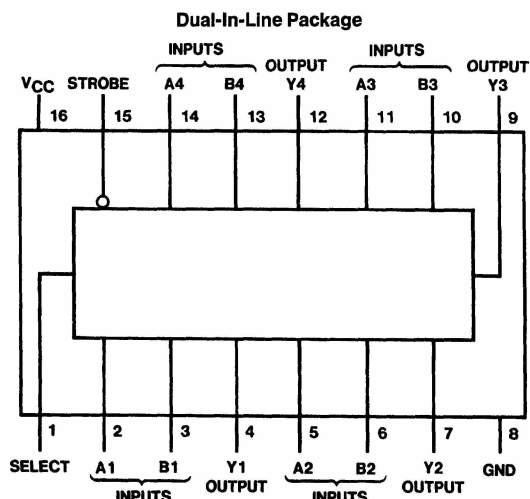 Dual-In-Line Package
INPUTS INPUTS
OUTPUT OUTPUT
VCC STROBE A4 B4 Y4 A3 B3 Y3
16 15 14 13 12 11 10 9
1 2 3 4 5 6 7 8
SELECT A1 B1 Y1 A2 B2 Y2 GND
INPUTS OUTPUT INPUTS OUTPUT